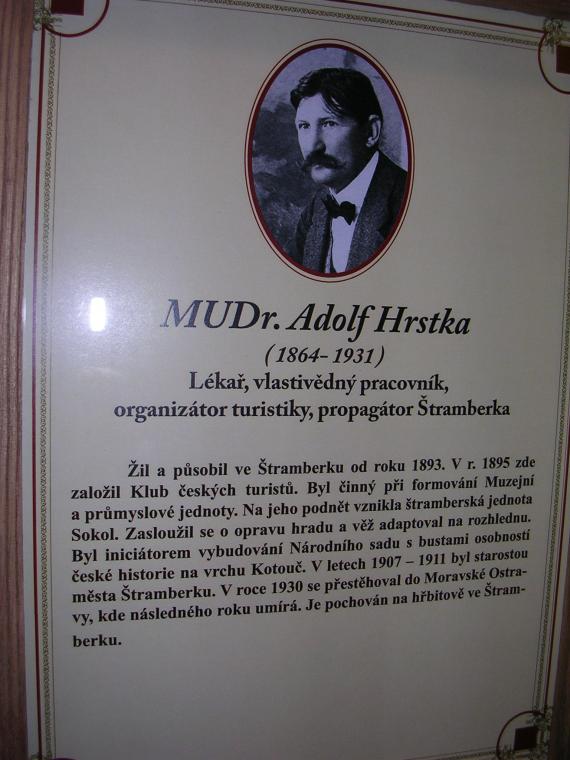 MUDr. Adolf Hrstka
(1864- 1931)
Lékař, vlastivědný pracovník,
organizátor turistiky, propagátor Štramberka
Žil a působil ve Štramberku od roku 1893. V r. 1895 zde
založil Klub českých turistů. Byl činný při formování Muzejní
a průmyslové jednoty. Na jeho podnět vznikla štramberská jednota
Sokol. Zasloužil se o opravu hradu a věž adaptoval na rozhlednu.
Byl iniciátorem vybudování Národního sadu s bustami osobností
české historie na vrchu Kotouč. V letech 1907 – 1911 byl starostou
města Štramberku. V roce 1930 se přestěhoval do Moravské Ostra-
vy, kde následného roku umírá. Je pochován na hřbitově ve Štram-
berku.